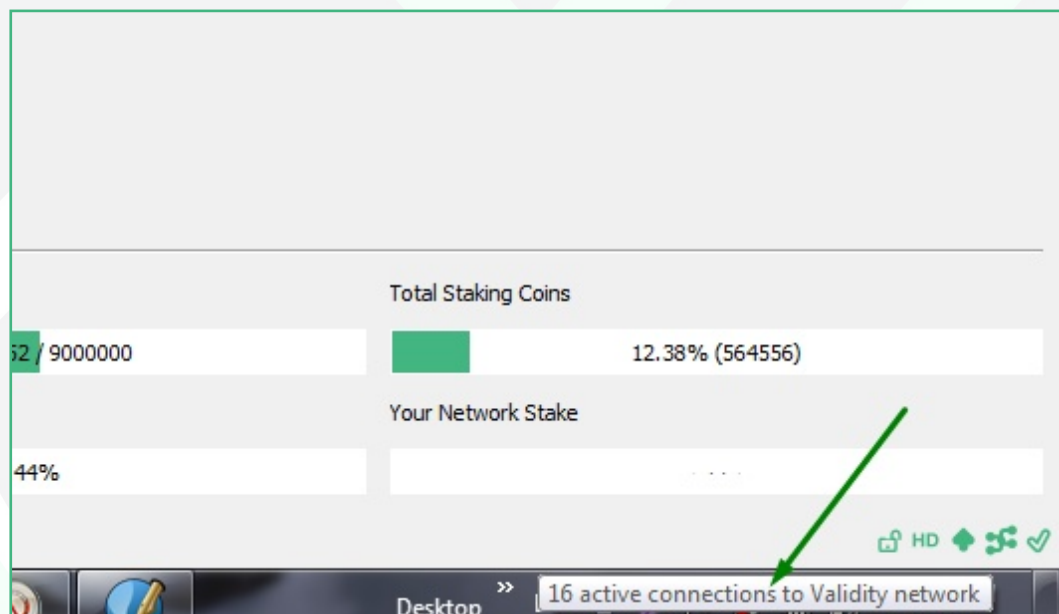 Total Staking Coins
52 / 9000000
12.38% (564556)
Your Network Stake
44%
HD
Desktop
16 active connections to Validity network